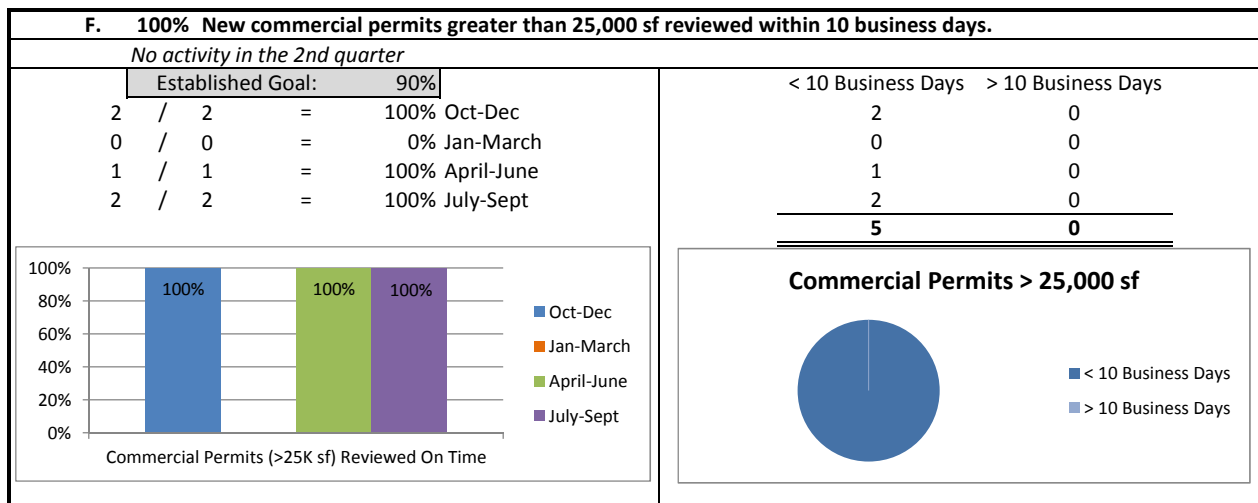 F. 100% New commercial permits greater than 25,000 sf reviewed within 10 business days.
No activity in the 2nd quarter
Established Goal: 90%
2 / 2 = 100% Oct-Dec
0 / 0 = 0% Jan-March
1 / 1 = 100% April-June
2 / 2 = 100% July-Sept
< 10 Business Days > 10 Business Days
2 0
0 0
1 0
2 0
5 0
100%
80%
60%
40%
20%
0%
100% 100% 100%
Commercial Permits (>25K sf) Reviewed On Time
Oct-Dec
Jan-March
April-June
July-Sept
Commercial Permits > 25,000 sf
< 10 Business Days
> 10 Business Days